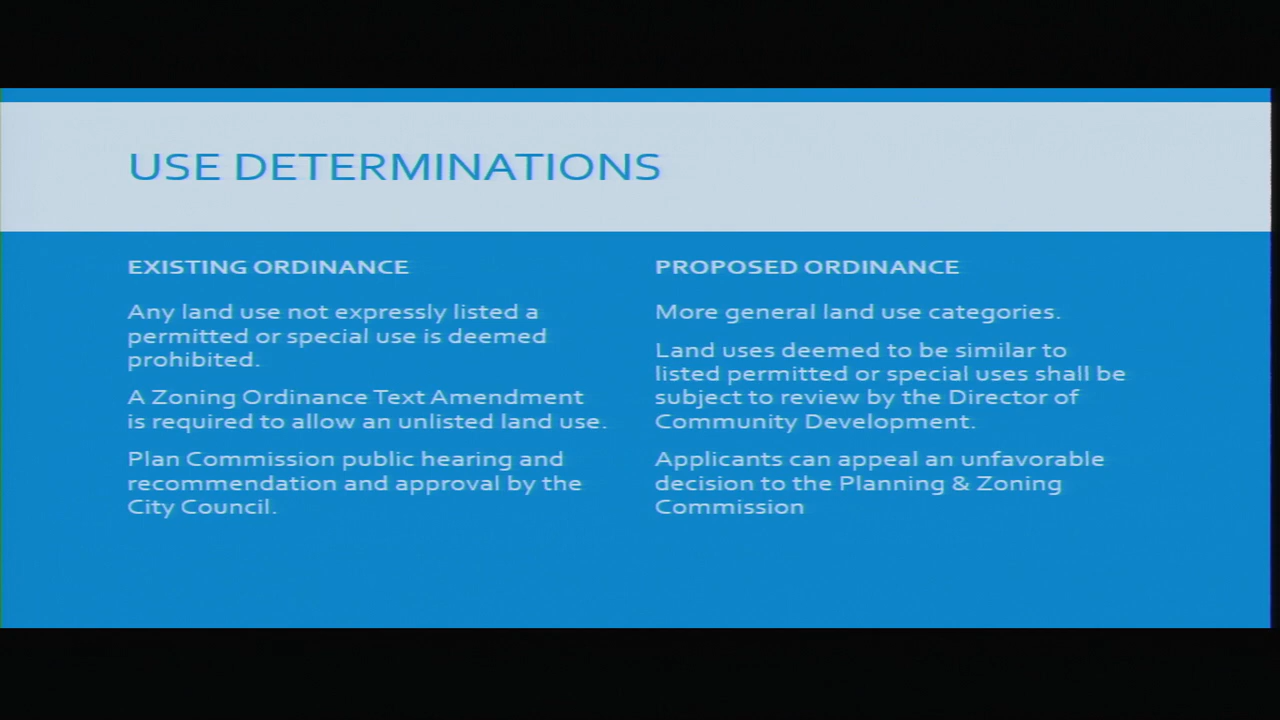 USE DETERMINATIONS
EXISTING ORDINANCE
Any land use not expressly listed a
permitted or special use is deemed
prohibited.
A Zoning Ordinance Text Amendment
is required to allow an unlisted land use.
Plan Commission public hearing and
recommendation and approval by the
City Council.
PROPOSED ORDINANCE
More general land use categories.
Land uses deemed to be similar to
listed permitted or special uses shall be
subject to review by the Director of
Community Development.
Applicants can appeal an unfavorable
decision to the Planning & Zoning
Commission